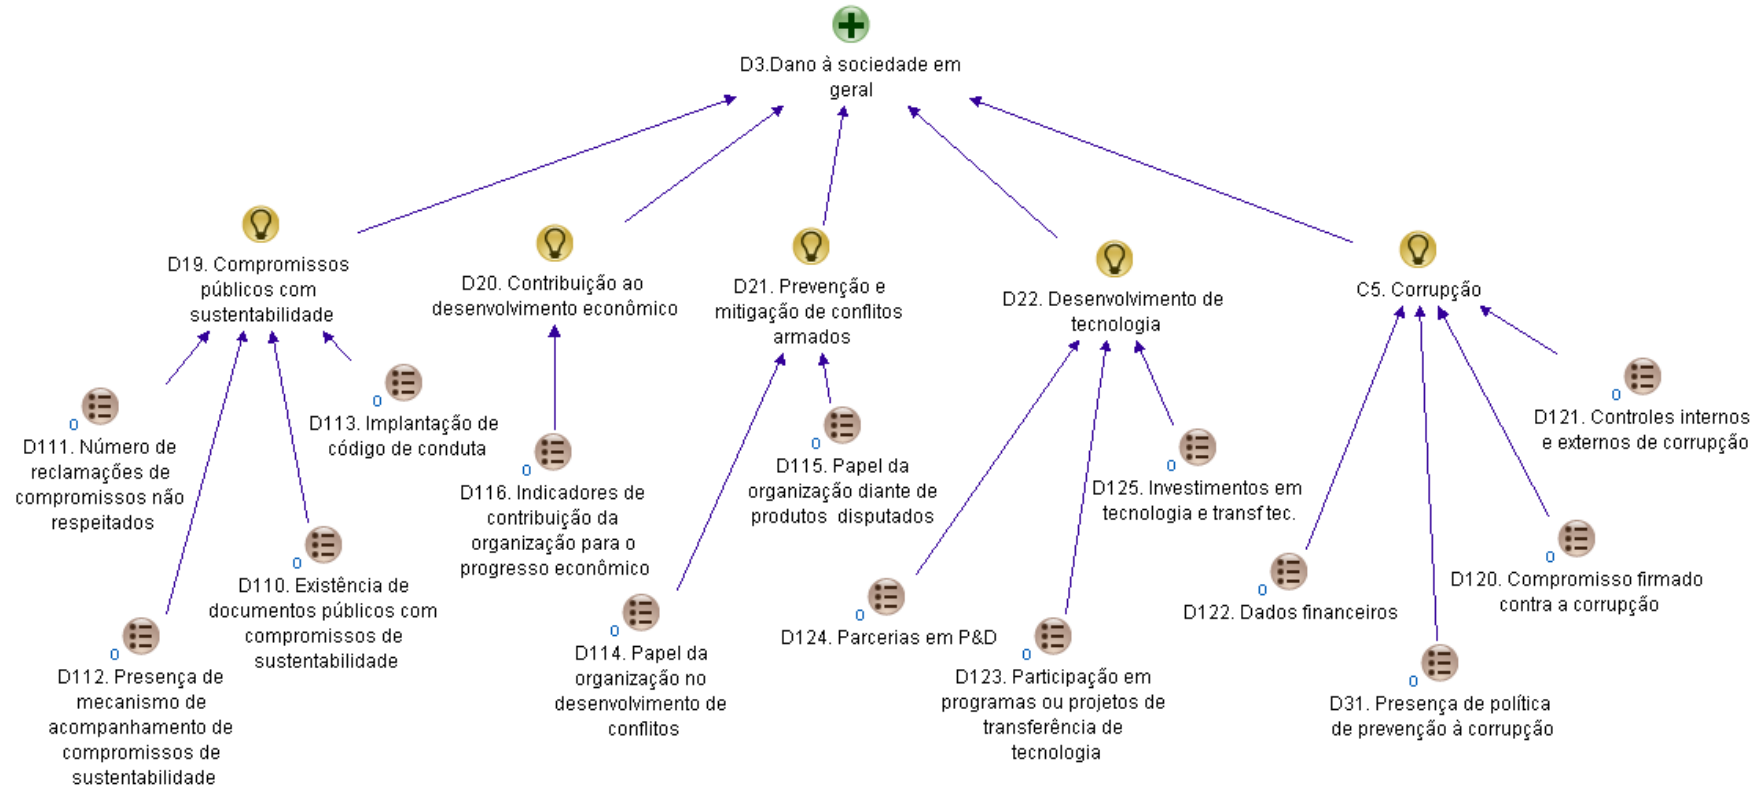 D3.Dano à sociedade em
geral
D19. Compromissos
públicos com
sustentabilidade
D20. Contribuição ao
desenvolvimento econômico
D21. Prevenção e
mitigação de conflitos
armados
D22. Desenvolvimento de
tecnologia
C5. Corrupção
0
D111. Número de
reclamações de
compromissos não
respeitados
0
D113. Implantação de
código de conduta
0
D116. Indicadores de
contribuição da
organização para o
progresso econômico
0
D115. Papel da
organização diante de
produtos  disputados
0
D125. Investimentos em
tecnologia e transf tec.
0
D121. Controles internos
e externos de corrupção
0
D110. Existência de
documentos públicos com
compromissos de
sustentabilidade
0
D112. Presença de
mecanismo de
acompanhamento de
compromissos de
sustentabilidade
0
D114. Papel da
organização no
desenvolvimento de
conflitos
0
D124. Parcerias em P&D
0
D123. Participação em
programas ou projetos de
transferência de
tecnologia
0
D122. Dados financeiros
0
D120. Compromisso firmado
contra a corrupção
0
D31. Presença de política
de prevenção à corrupção